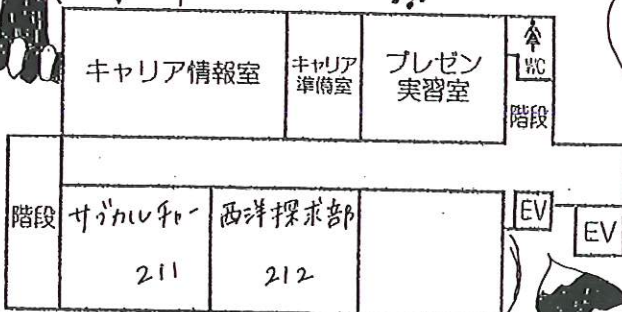 キャリア情報室
キャリア
準備室
プレゼン
実習室
WC
階段
階段
サブカルチャー
211
西洋探求部
212
EV
EV